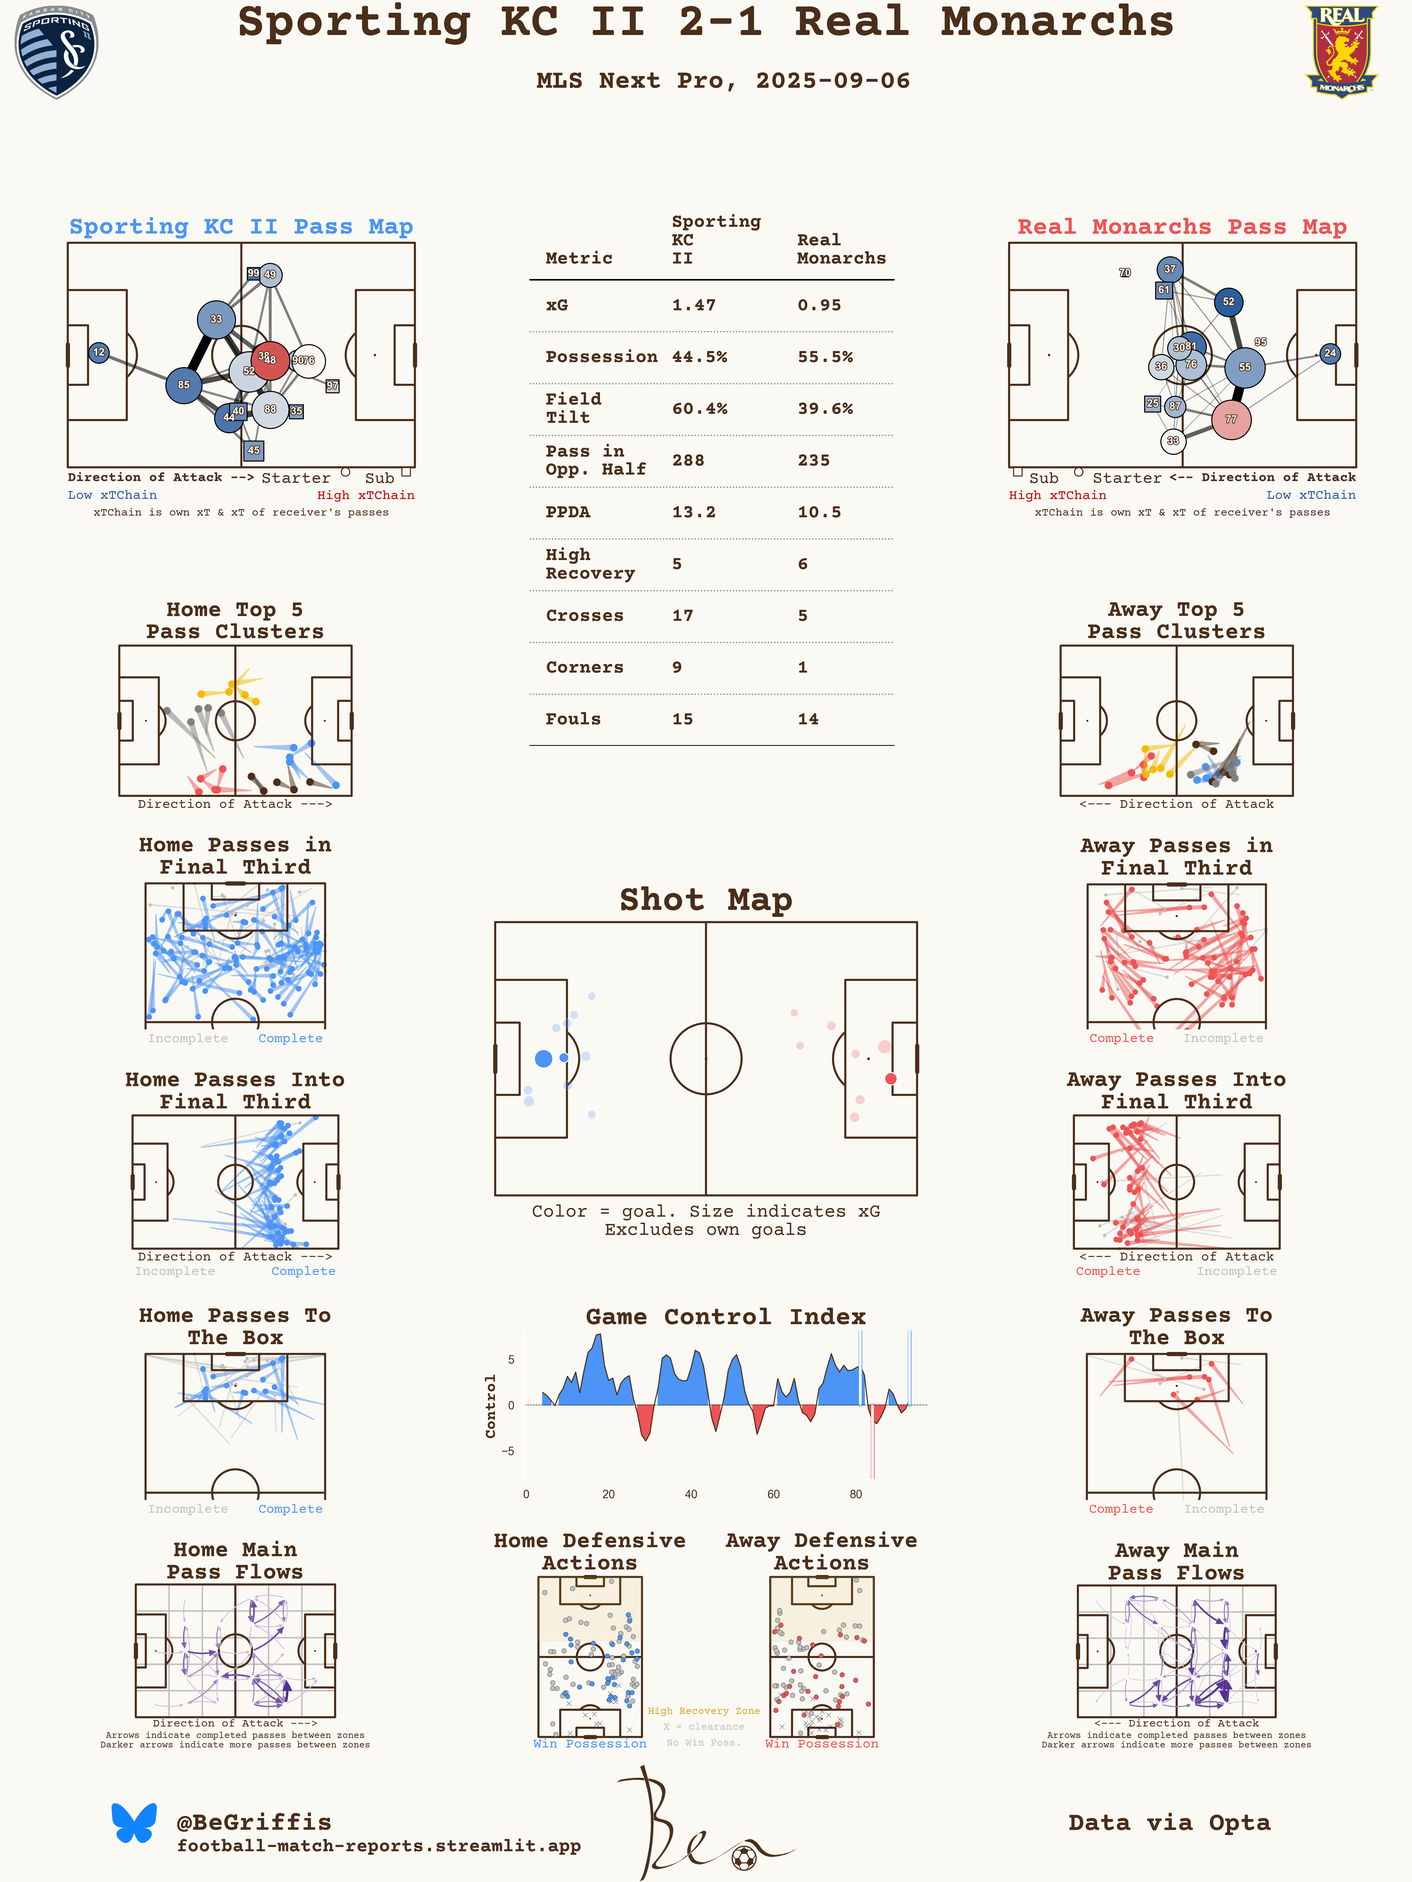 Sporting KC II 2-1 Real Monarchs
MLS Next Pro, 2025-09-06
KANSAS CITY
SPORTING
II
REAL
MONARCHS
Sporting KC II Pass Map
99
49
33
12
38
48
90
76
52
85
97
40
44
88
35
45
Direction of Attack --> Starter Sub
Low xTChain High xTChain
xTChain is own xT & xT of receiver's passes
Metric Sporting KC II Real Monarchs
xG 1.47 0.95
Possession 44.5% 55.5%
Field Tilt 60.4% 39.6%
Pass in Opp. Half 288 235
PPDA 13.2 10.5
High Recovery 5 6
Crosses 17 5
Corners 9 1
Fouls 15 14
Real Monarchs Pass Map
70
37
61
52
95
30
81
24
36
76
55
25
87
77
33
Sub Starter <-- Direction of Attack
High xTChain Low xTChain
xTChain is own xT & xT of receiver's passes
Home Top 5
Pass Clusters
Direction of Attack --->
Away Top 5
Pass Clusters
<--- Direction of Attack
Home Passes in
Final Third
Incomplete Complete
Away Passes in
Final Third
Complete Incomplete
Shot Map
Color = goal. Size indicates xG
Excludes own goals
Home Passes Into
Final Third
Direction of Attack --->
Incomplete Complete
Away Passes Into
Final Third
<--- Direction of Attack
Complete Incomplete
Home Passes To
The Box
Incomplete Complete
Game Control Index
Control
5
0
−5
0 20 40 60 80
Away Passes To
The Box
Complete Incomplete
Home Main
Pass Flows
Direction of Attack --->
Arrows indicate completed passes between zones
Darker arrows indicate more passes between zones
Home Defensive
Actions
Win Possession
High Recovery Zone
X = clearance
No Win Poss.
Away Defensive
Actions
Win Possession
Away Main
Pass Flows
<--- Direction of Attack
Arrows indicate completed passes between zones
Darker arrows indicate more passes between zones
@BeGriffis
football-match-reports.streamlit.app
Ben
Data via Opta